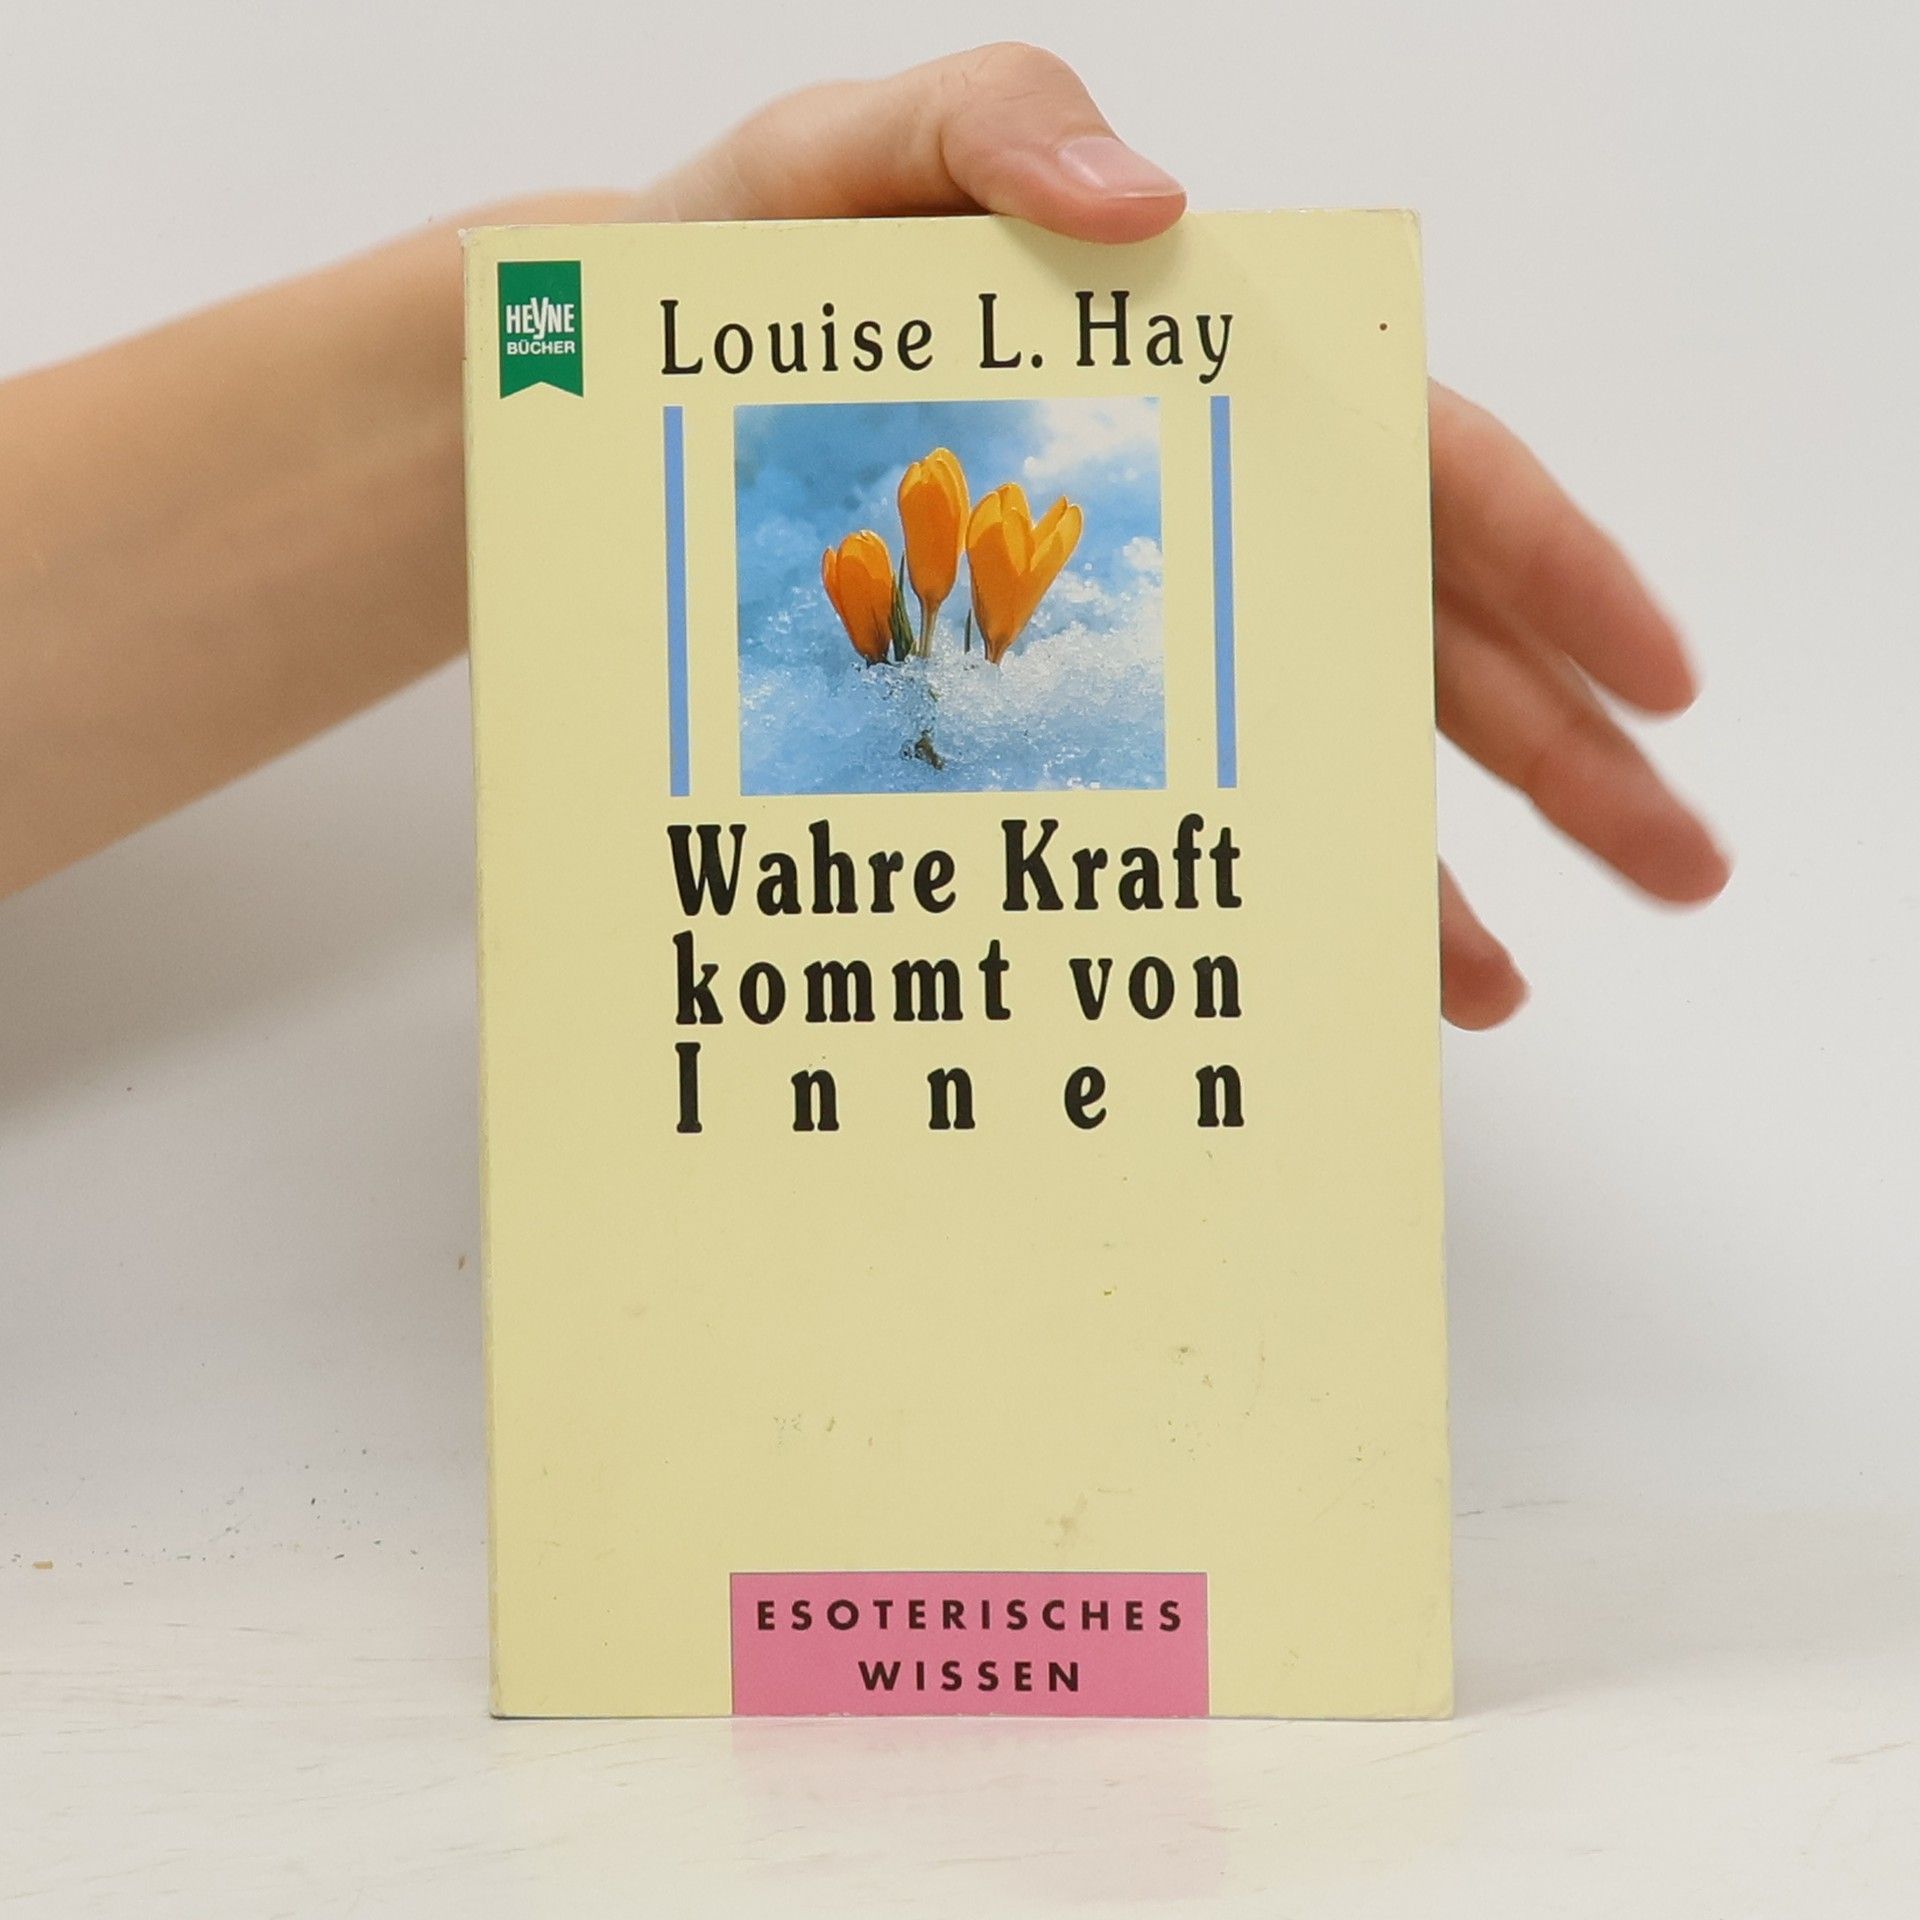 HEYNE
BÜCHER
Louise L. Hay
Wahre Kraft
kommt von
Innen
ESOTERISCHES
WISSEN